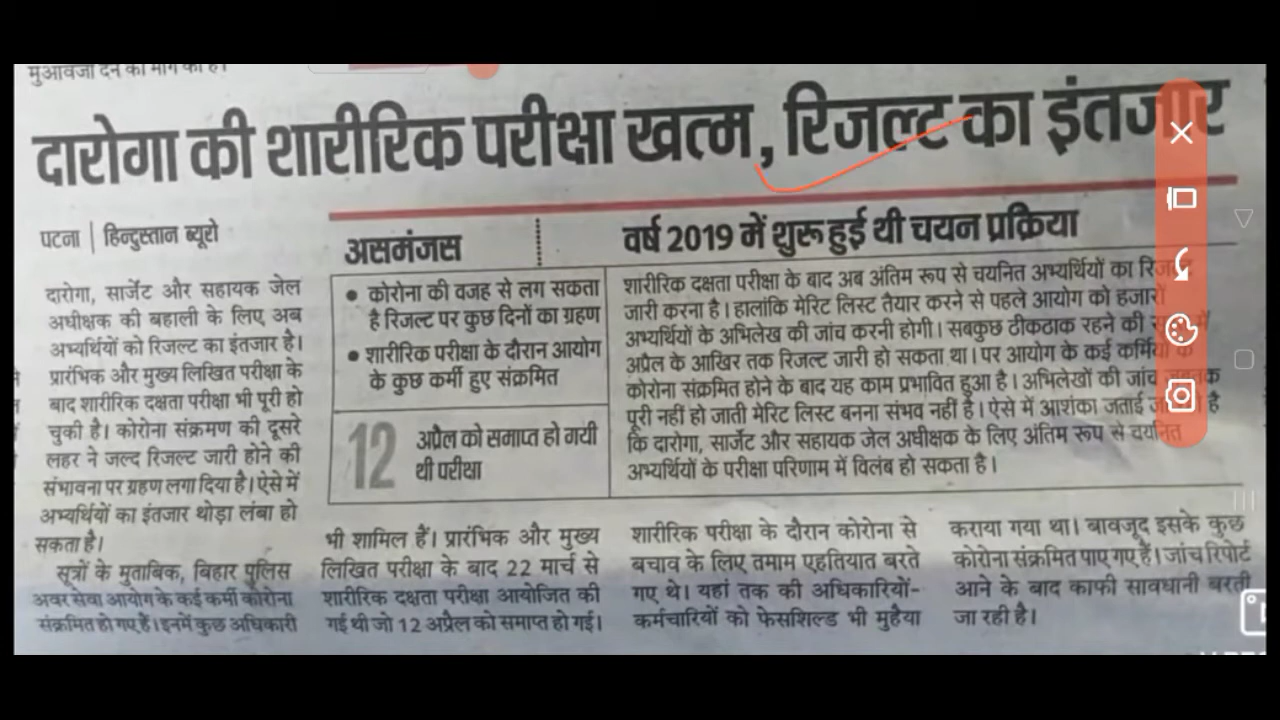 मुआवजा देने की मांग की है।
दारोगा की शारीरिक परीक्षा खत्म, रिजल्ट का इंतजार
पटना | हिन्दुस्तान ब्यूरो
दारोगा, सार्जेंट और सहायक जेल
अधीक्षक की बहाली के लिए अब
अभ्यर्थियों को रिजल्ट का इंतजार है।
प्रारंभिक और मुख्य लिखित परीक्षा के
बाद शारीरिक दक्षता परीक्षा भी पूरी हो
चुकी है। कोरोना संक्रमण की दूसरे
लहर ने जल्द रिजल्ट जारी होने की
संभावना पर ग्रहण लगा दिया है। ऐसे में
अभ्यर्थियों का इंतजार थोड़ा लंबा हो
सकता है।
सूत्रों के मुताबिक, बिहार पुलिस
अवर सेवा आयोग के कई कर्मी कोरोना
संक्रमित हो गए हैं। इनमें कुछ अधिकारी
असमंजस
● कोरोना की वजह से लग सकता
है रिजल्ट पर कुछ दिनों का ग्रहण
● शारीरिक परीक्षा के दौरान आयोग
के कुछ कर्मी हुए संक्रमित
12 अप्रैल को समाप्त हो गयी
थी परीक्षा
वर्ष 2019 में शुरू हुई थी चयन प्रक्रिया
शारीरिक दक्षता परीक्षा के बाद अब अंतिम रूप से चयनित अभ्यर्थियों का
जारी करना है। हालांकि मेरिट लिस्ट तैयार करने से पहले आयोग को हजारों
अभ्यर्थियों के अभिलेख की जांच करनी होगी। सबकुछ ठीकठाक रहने की
अप्रैल के आखिर तक रिजल्ट जारी हो सकता था। पर आयोग के कई कर्मियों के
कोरोना संक्रमित होने के बाद यह काम प्रभावित हुआ है। अभिलेखों की जांच जबतक
पूरी नहीं हो जाती मेरिट लिस्ट बनना संभव नहीं है। ऐसे में आशंका जताई है
कि दारोगा, सार्जेंट और सहायक जेल अधीक्षक के लिए अंतिम रूप से चयनित
अभ्यर्थियों के परीक्षा परिणाम में विलंब हो सकता है।
भी शामिल हैं। प्रारंभिक और मुख्य
लिखित परीक्षा के बाद 22 मार्च से
शारीरिक दक्षता परीक्षा आयोजित की
गई थी जो 12 अप्रैल को समाप्त हो गई।
शारीरिक परीक्षा के दौरान कोरोना से
बचाव के लिए तमाम एहतियात बरते
गए थे। यहां तक की अधिकारियों-
कर्मचारियों को फेसशिल्ड भी मुहैया
कराया गया था। बावजूद इसके कुछ
कोरोना संक्रमित पाए गए हैं। जांच रिपोर्ट
आने के बाद काफी सावधानी बरती
जा रही है।